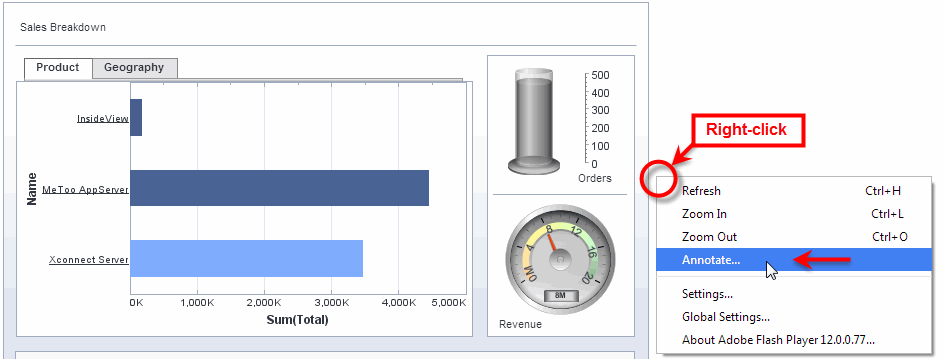 Sales Breakdown
Product
Geography
Name
InsideView
MeToo AppServer
Xconnect Server
0K 1,000K 2,000K 3,000K 4,000K 5,000K
Sum(Total)
500
400
300
200
100
0
Orders
0M 4 8 12 16 20
8M
Revenue
Right-click
Refresh Ctrl+H
Zoom In Ctrl+L
Zoom Out Ctrl+O
Annotate...
Settings...
Global Settings...
About Adobe Flash Player 12.0.0.77...